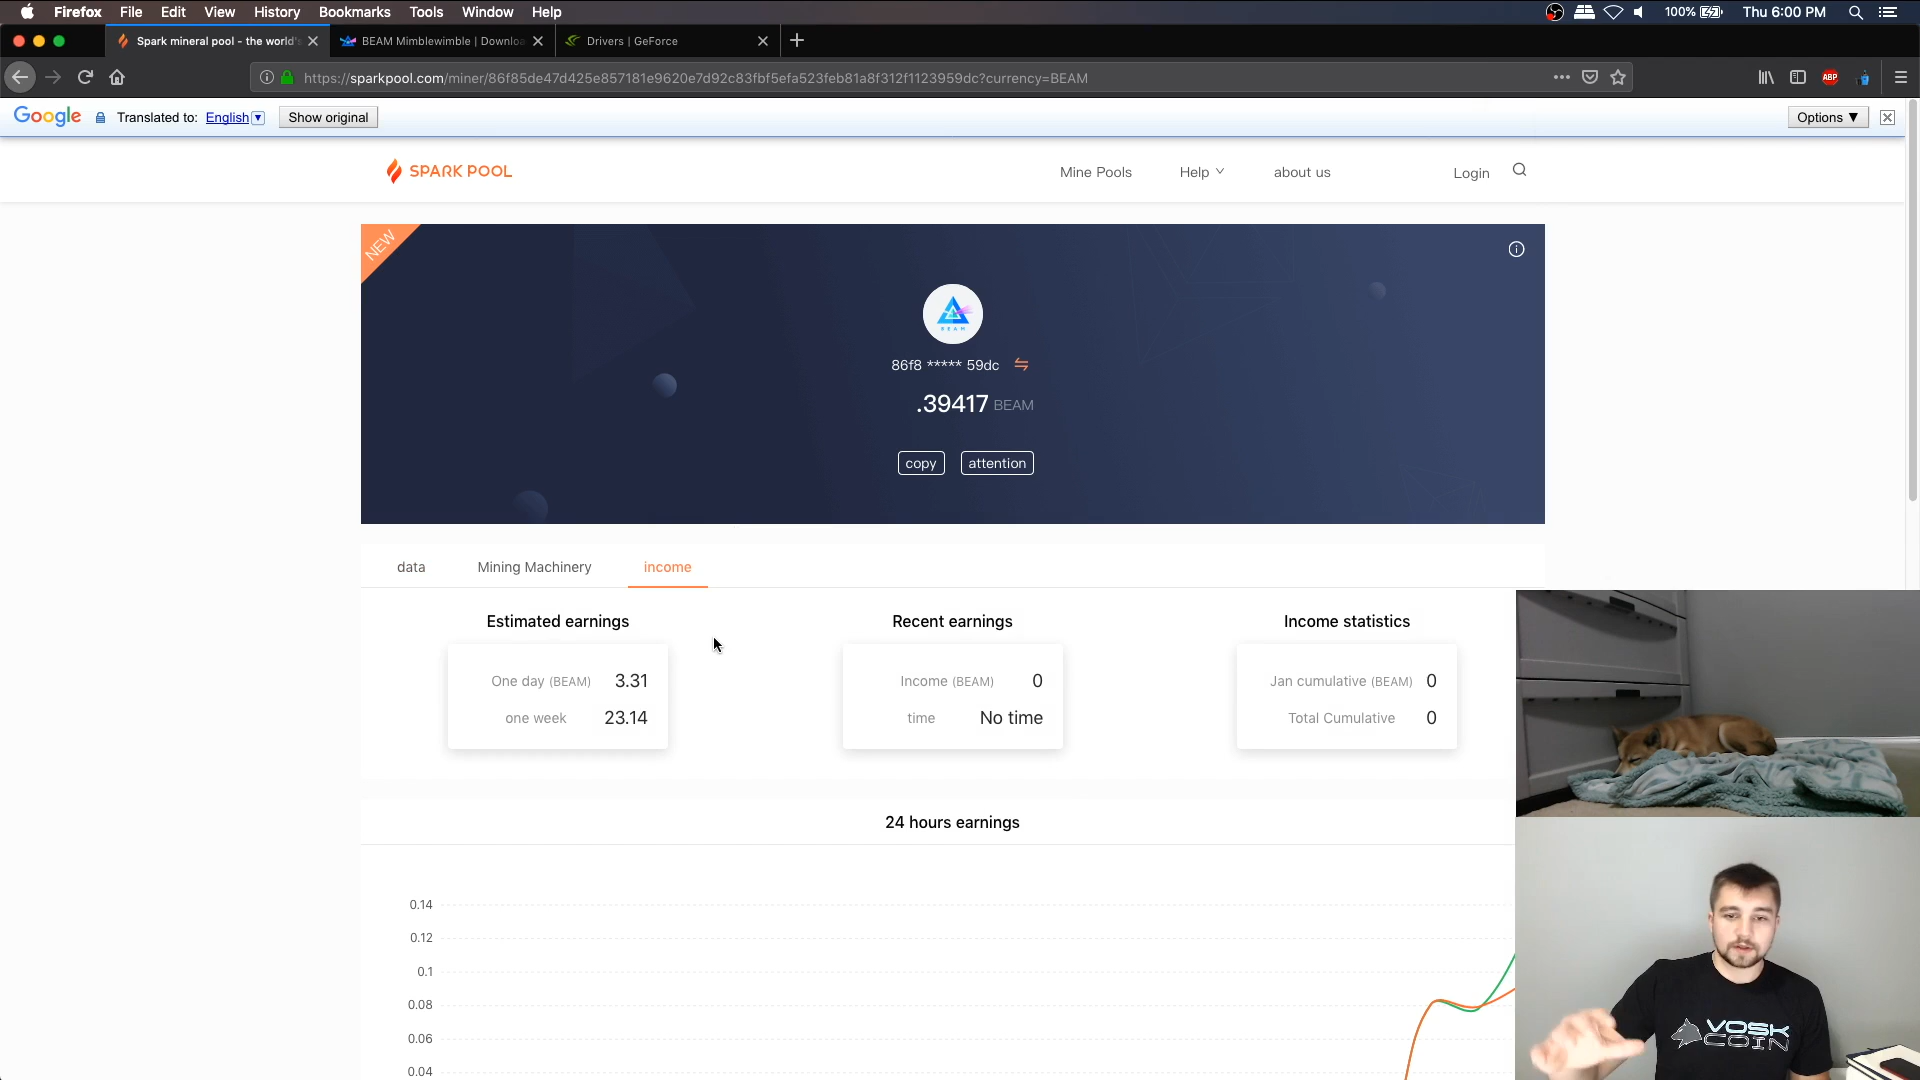 Firefox File Edit View History Bookmarks Tools Window Help 100% Thu 6:00 PM
Spark mineral pool - the world's BEAM Mimblewimble | Downloa Drivers | GeForce
https://sparkpool.com/miner/86f85de47d425e857181e9620e7d92c83fbf5efa523feb81a8f312f1123959dc?currency=BEAM ABP
Google Translated to: English Show original Options ▼
SPARK POOL Mine Pools Help about us Login
NEW
BEAM
86f8 ***** 59dc
.39417 BEAM
copy attention
data Mining Machinery income
Estimated earnings Recent earnings Income statistics
One day (BEAM) 3.31 Income (BEAM) 0 Jan cumulative (BEAM) 0
one week 23.14 time No time Total Cumulative 0
24 hours earnings
0.14
0.12
0.1
0.08
0.06
0.04
VOSK
COIN